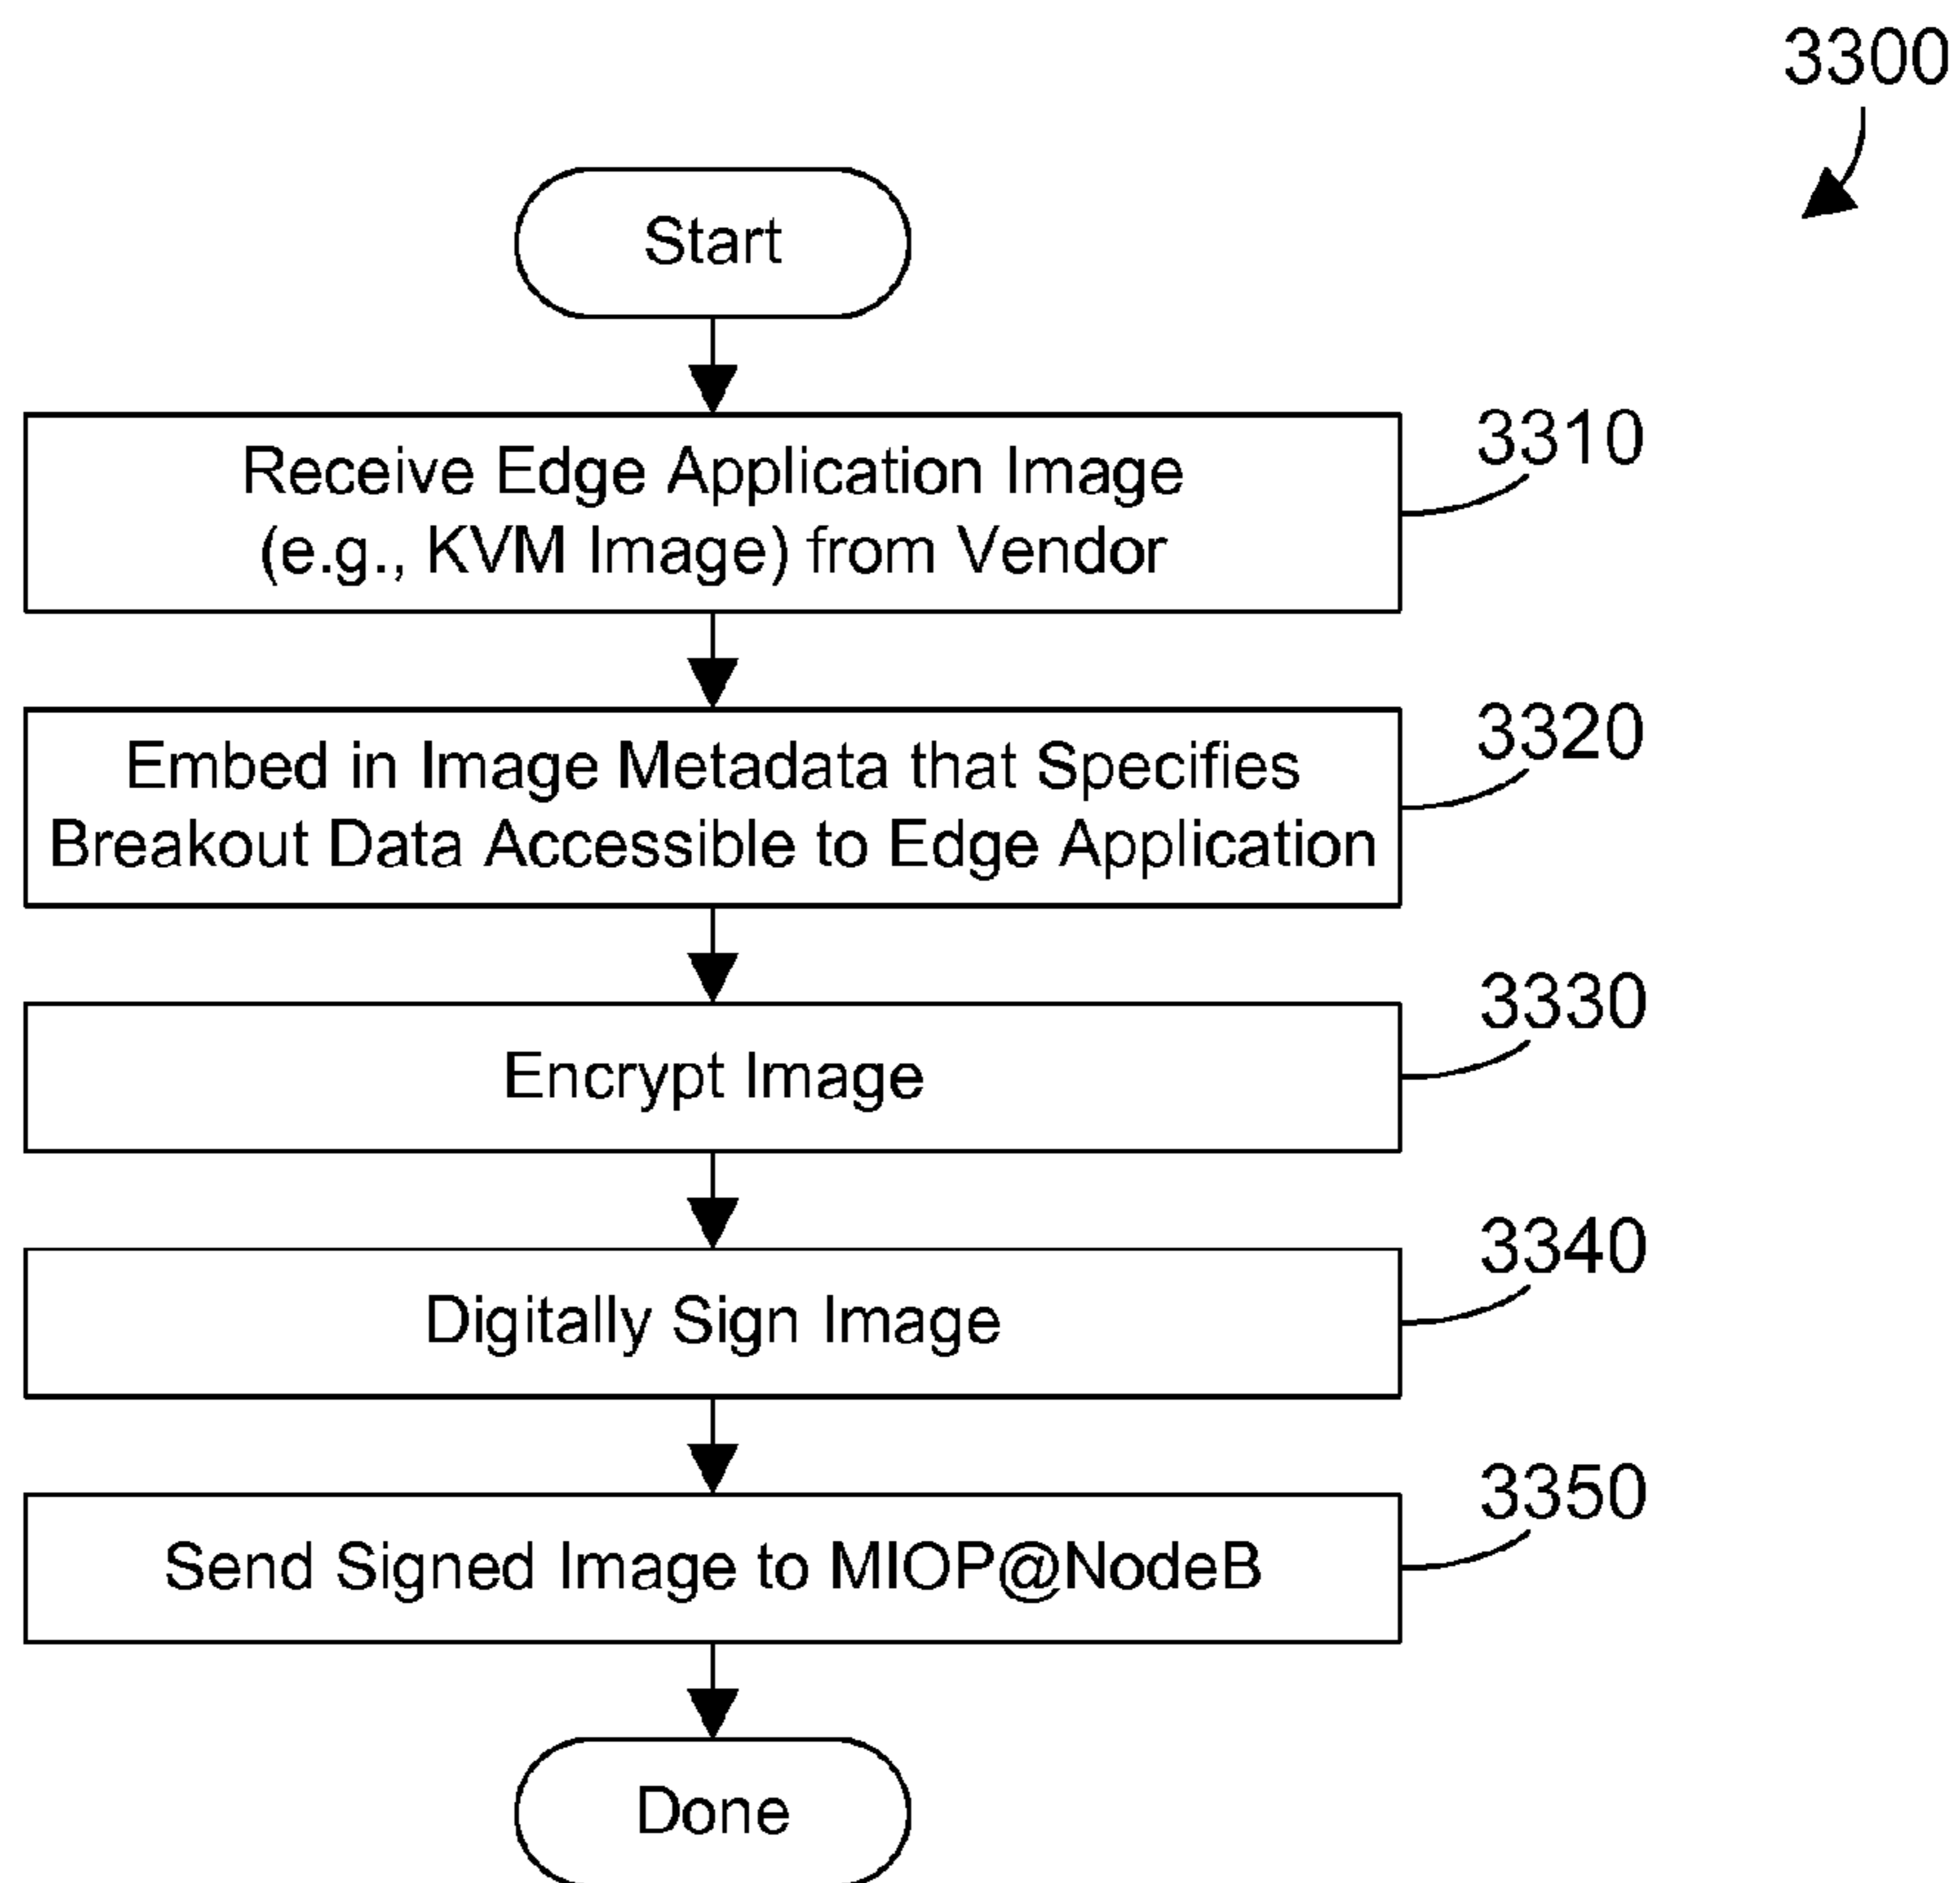 3300
Start
Receive Edge Application Image
(e.g., KVM Image) from Vendor
3310
Embed in Image Metadata that Specifies
Breakout Data Accessible to Edge Application
3320
Encrypt Image
3330
Digitally Sign Image
3340
Send Signed Image to MIOP@NodeB
3350
Done